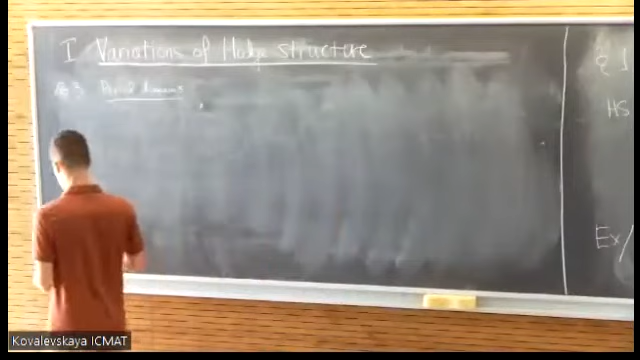 I Variations of Hodge structure
§ 3 Period domains
Q 1
HS
Ex/
Kovalevskaya ICMAT